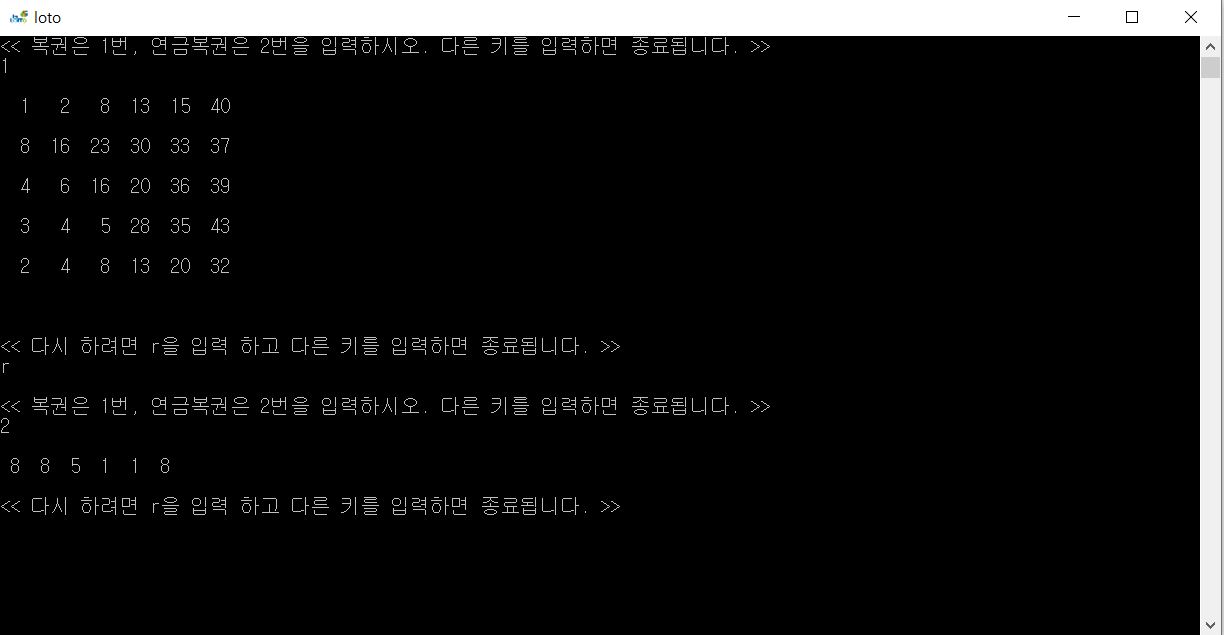 loto
<< 복권은 1번, 연금복권은 2번을 입력하시오. 다른 키를 입력하면 종료됩니다. >>
1
1 2 8 13 15 40
8 16 23 30 33 37
4 6 16 20 36 39
3 4 5 28 35 43
2 4 8 13 20 32
<< 다시 하려면 r을 입력 하고 다른 키를 입력하면 종료됩니다. >>
r
<< 복권은 1번, 연금복권은 2번을 입력하시오. 다른 키를 입력하면 종료됩니다. >>
2
8 8 5 1 1 8
<< 다시 하려면 r을 입력 하고 다른 키를 입력하면 종료됩니다. >>